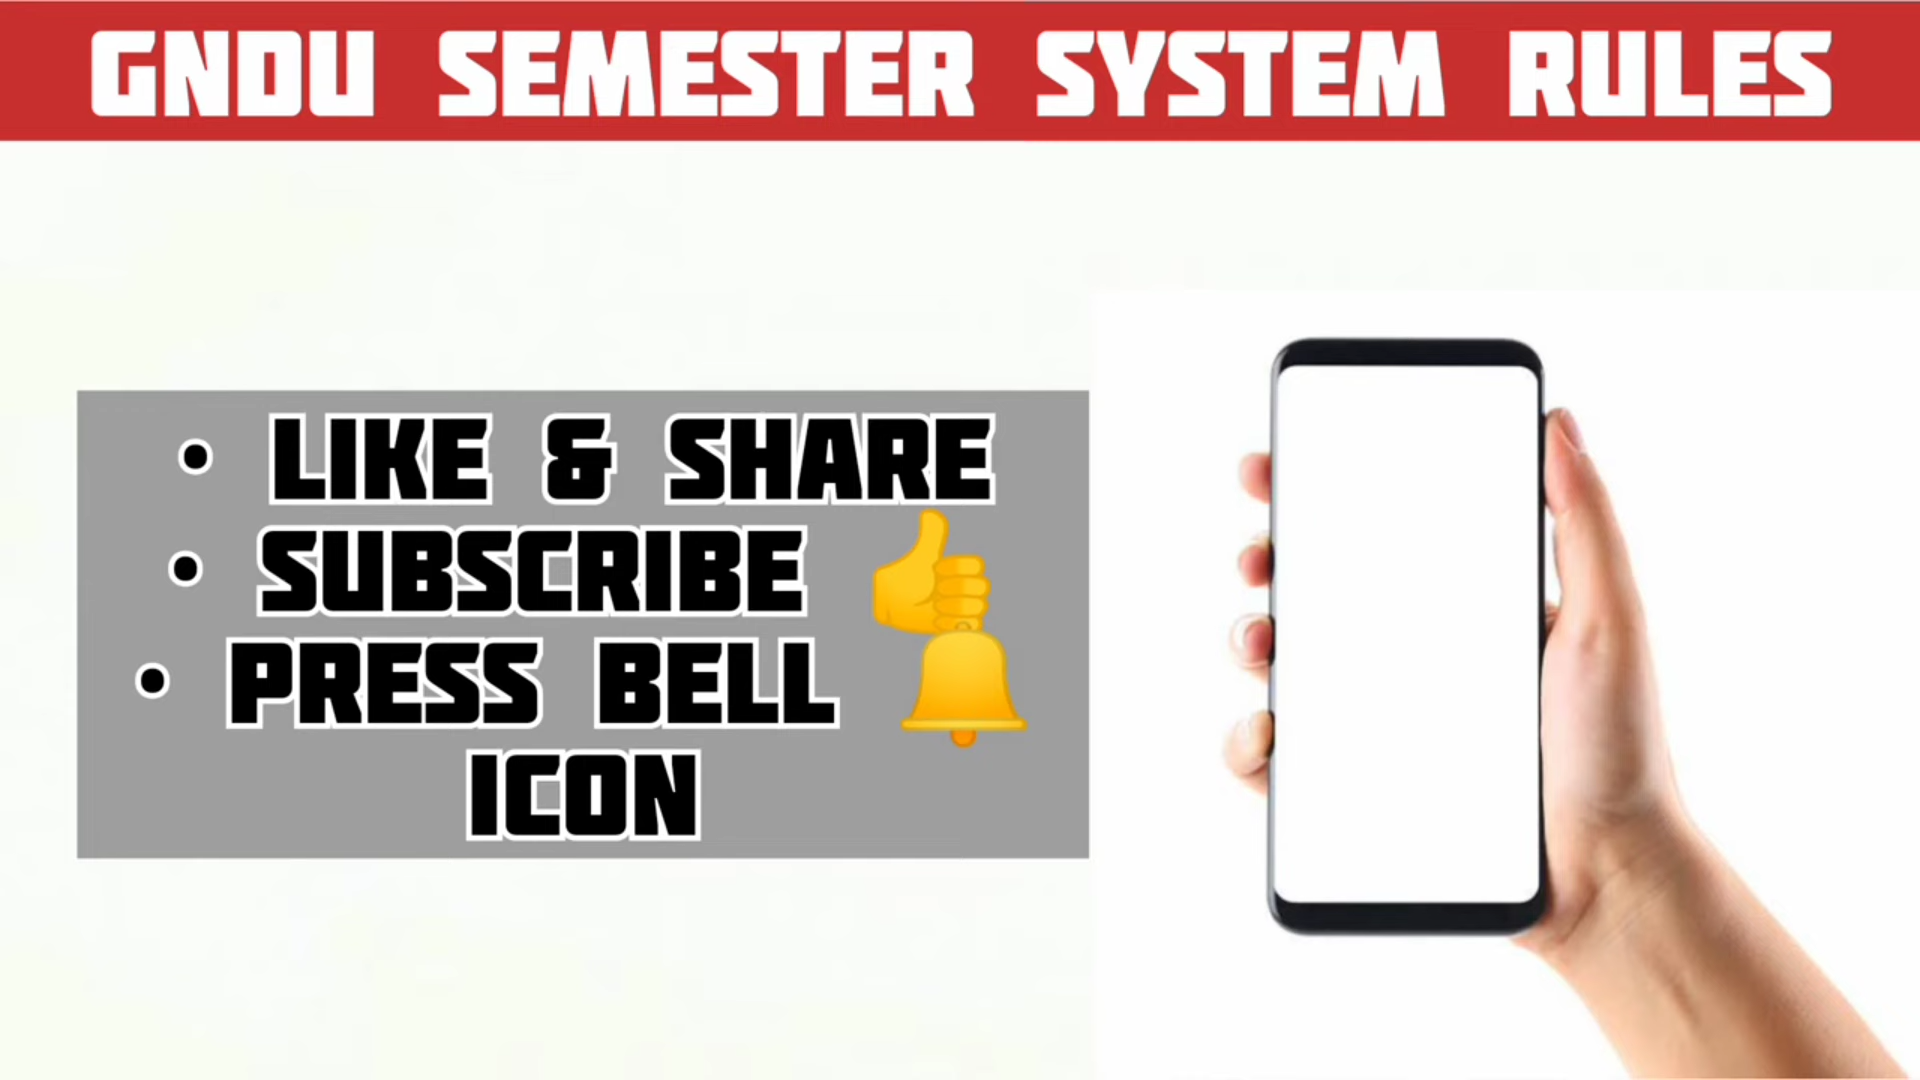 GNDU SEMESTER SYSTEM RULES
• LIKE & SHARE
• SUBSCRIBE
• PRESS BELL
ICON